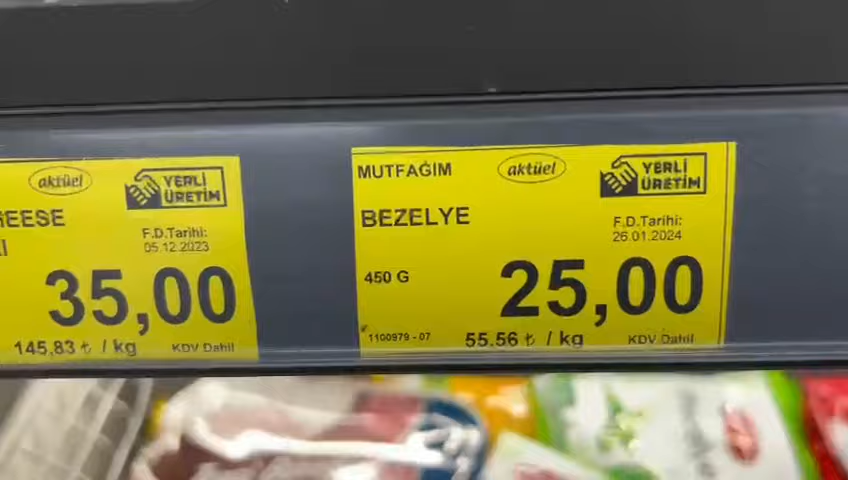 aktüel
YERLİ
ÜRETİM
F.D.Tarihi:
05.12.2023
35,00
145,83 ₺ / kg
KDV Dahil
MUTFAĞIM
aktüel
YERLİ
ÜRETİM
BEZELYE
F.D.Tarihi:
26.01.2024
450 G
25,00
1100979 - 07
55.56 ₺ / kg
KDV Dahil